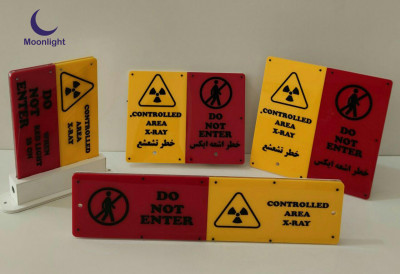 Moonlight
DO
NOT
ENTER
CONTROLLED
AREA
X-RAY
CONTROLLED
AREA
X-RAY
خطر تشعشع
DO NOT
ENTER
خطر اشعه ایکس
CONTROLLED
AREA
X-RAY
خطر تشعشع
DO NOT
ENTER
خطر اشعه ایکس
DO
NOT
ENTER
CONTROLLED
AREA
X-RAY